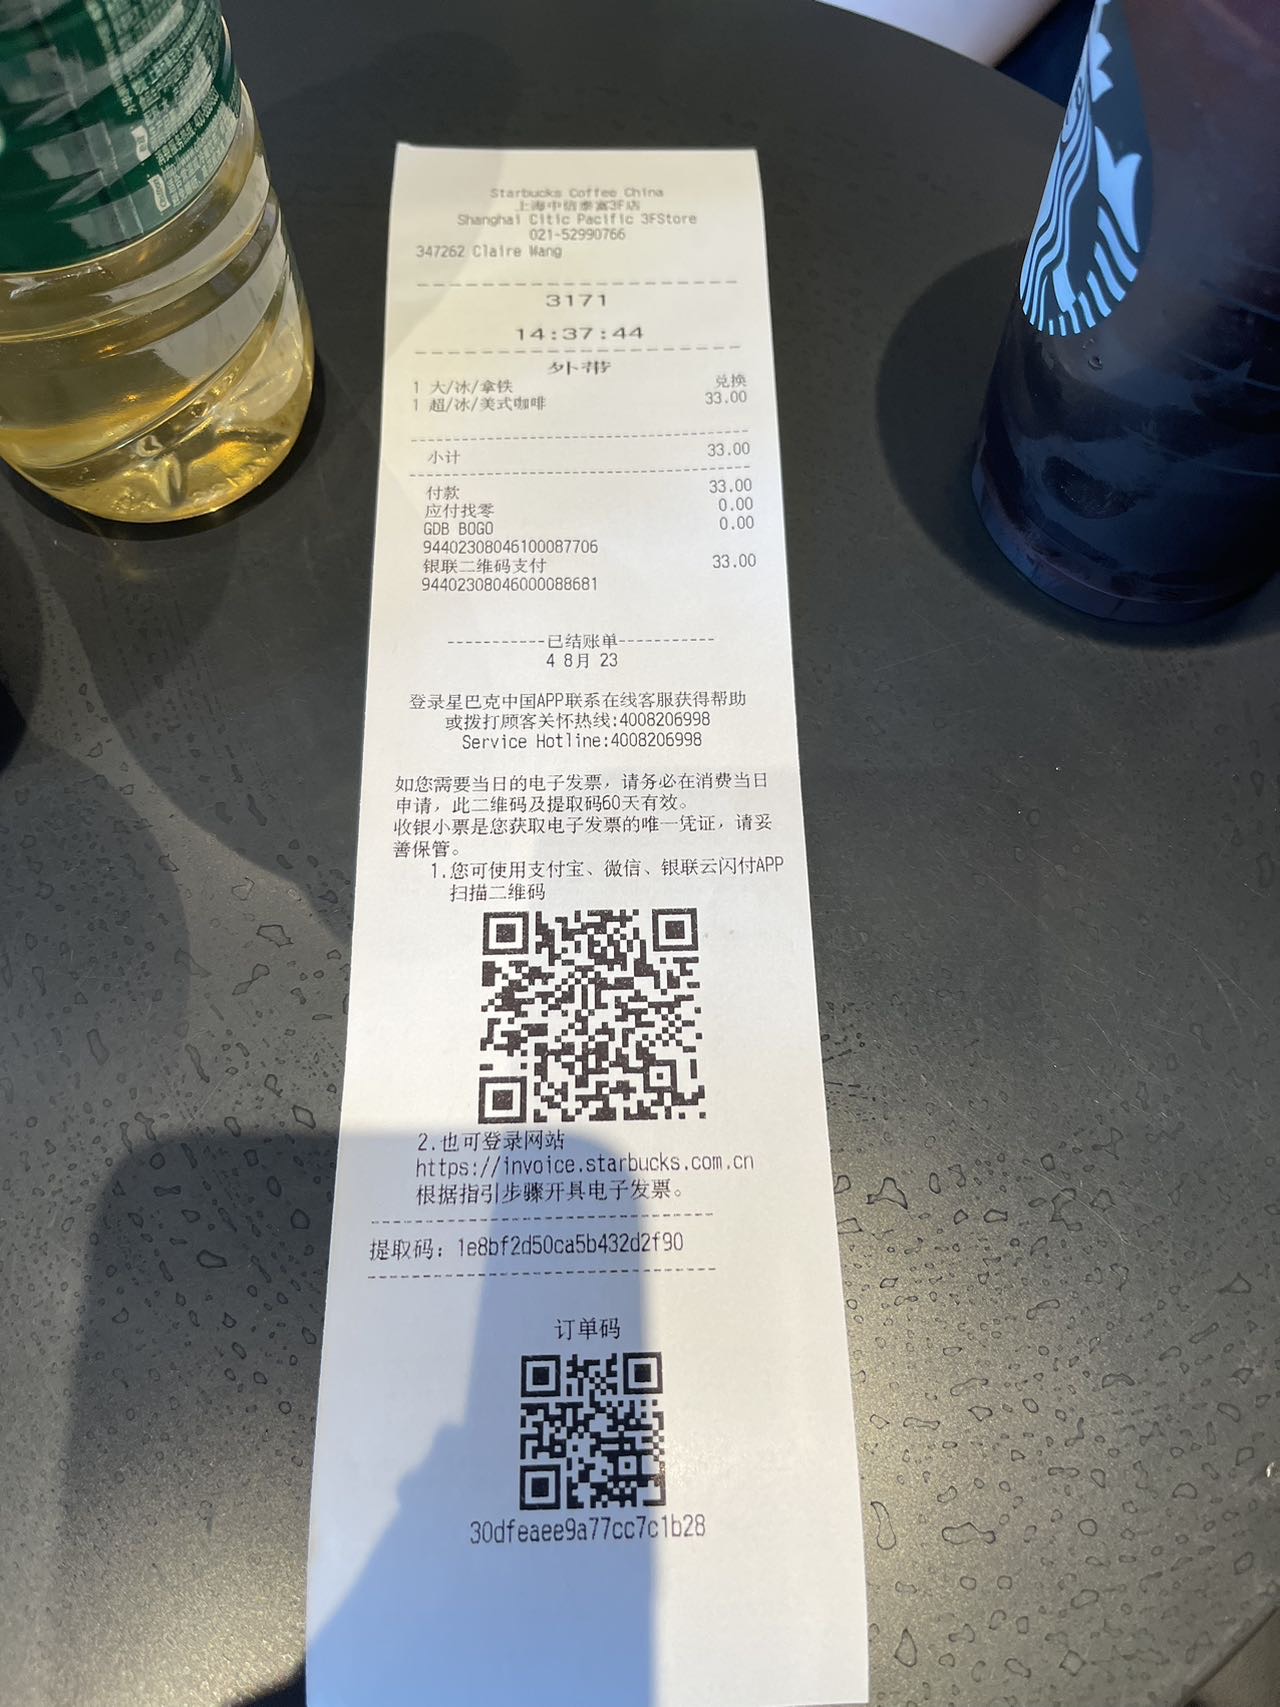 Starbucks Coffee China
上海中信泰富3F店
Shanghai Citic Pacific 3FStore
021-52990766
347262 Claire Wang
3171
14:37:44
外带
1 大/冰/拿铁 兑换
1 超/冰/美式咖啡 33.00
小计 33.00
付款 33.00
应付找零 0.00
GDB BOGO 0.00
94402308046100087706
银联二维码支付 33.00
94402308046000088681
-----------已结账单-----------
4 8月 23
登录星巴克中国APP联系在线客服获得帮助
或拨打顾客关怀热线:4008206998
Service Hotline:4008206998
如您需要当日的电子发票，请务必在消费当日
申请，此二维码及提取码60天有效。
收银小票是您获取电子发票的唯一凭证，请妥
善保管。
1.您可使用支付宝、微信、银联云闪付APP
扫描二维码
2.也可登录网站
https://invoice.starbucks.com.cn
根据指引步骤开具电子发票。
提取码：1e8bf2d50ca5b432d2f90
订单码
30dfeaee9a77cc7c1b28